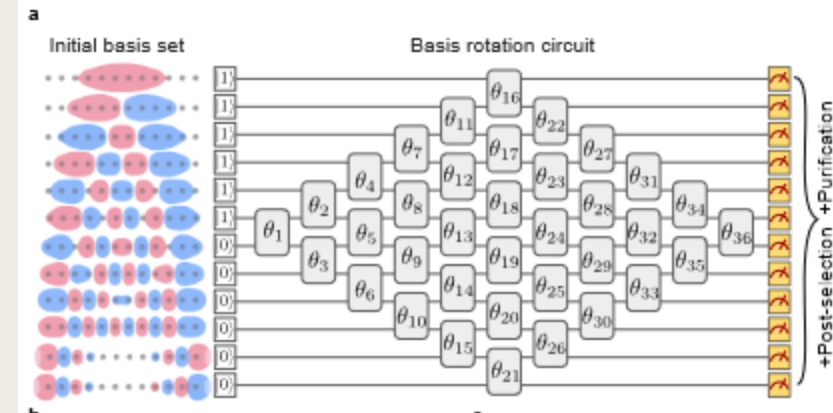 a
Initial basis set
Basis rotation circuit
|1⟩
|1⟩
|1⟩
|1⟩
|1⟩
|1⟩
|0⟩
|0⟩
|0⟩
|0⟩
|0⟩
|0⟩
θ1
θ2
θ3
θ4
θ5
θ6
θ7
θ8
θ9
θ10
θ11
θ12
θ13
θ14
θ15
θ16
θ17
θ18
θ19
θ20
θ21
θ22
θ23
θ24
θ25
θ26
θ27
θ28
θ29
θ30
θ31
θ32
θ33
θ34
θ35
θ36
+Post-selection +Purification